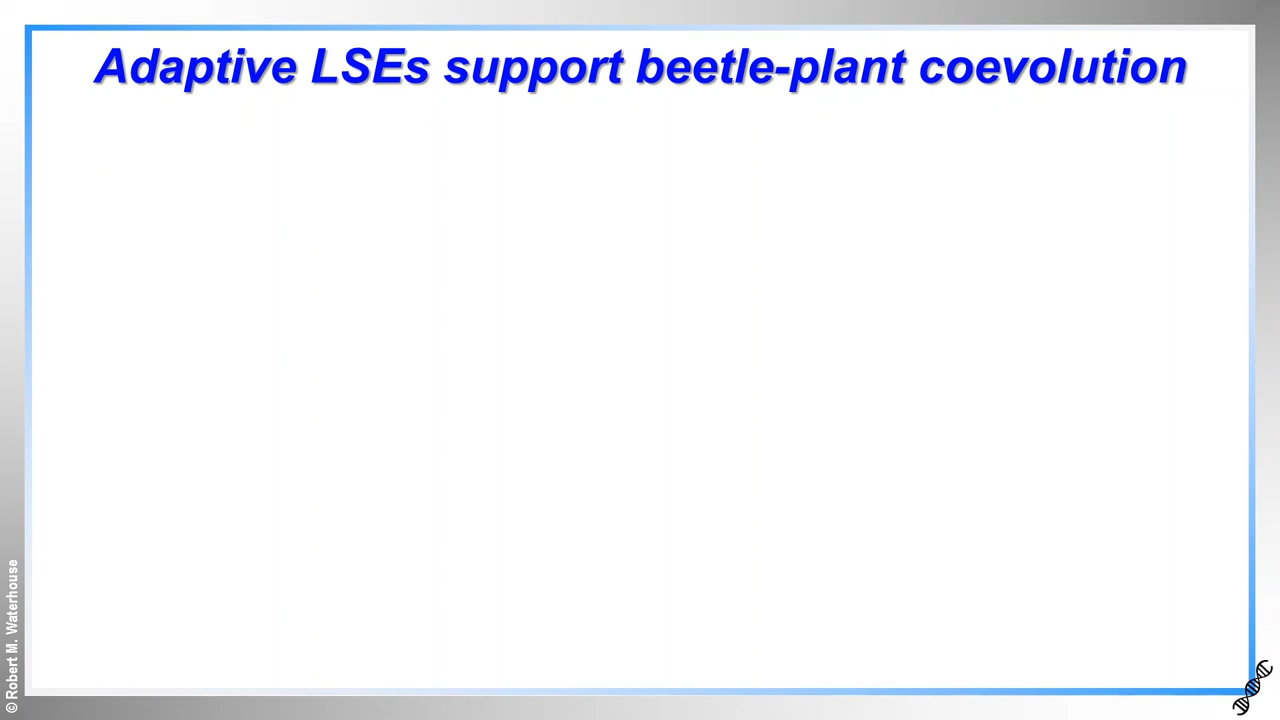 Adaptive LSEs support beetle-plant coevolution
© Robert M. Waterhouse